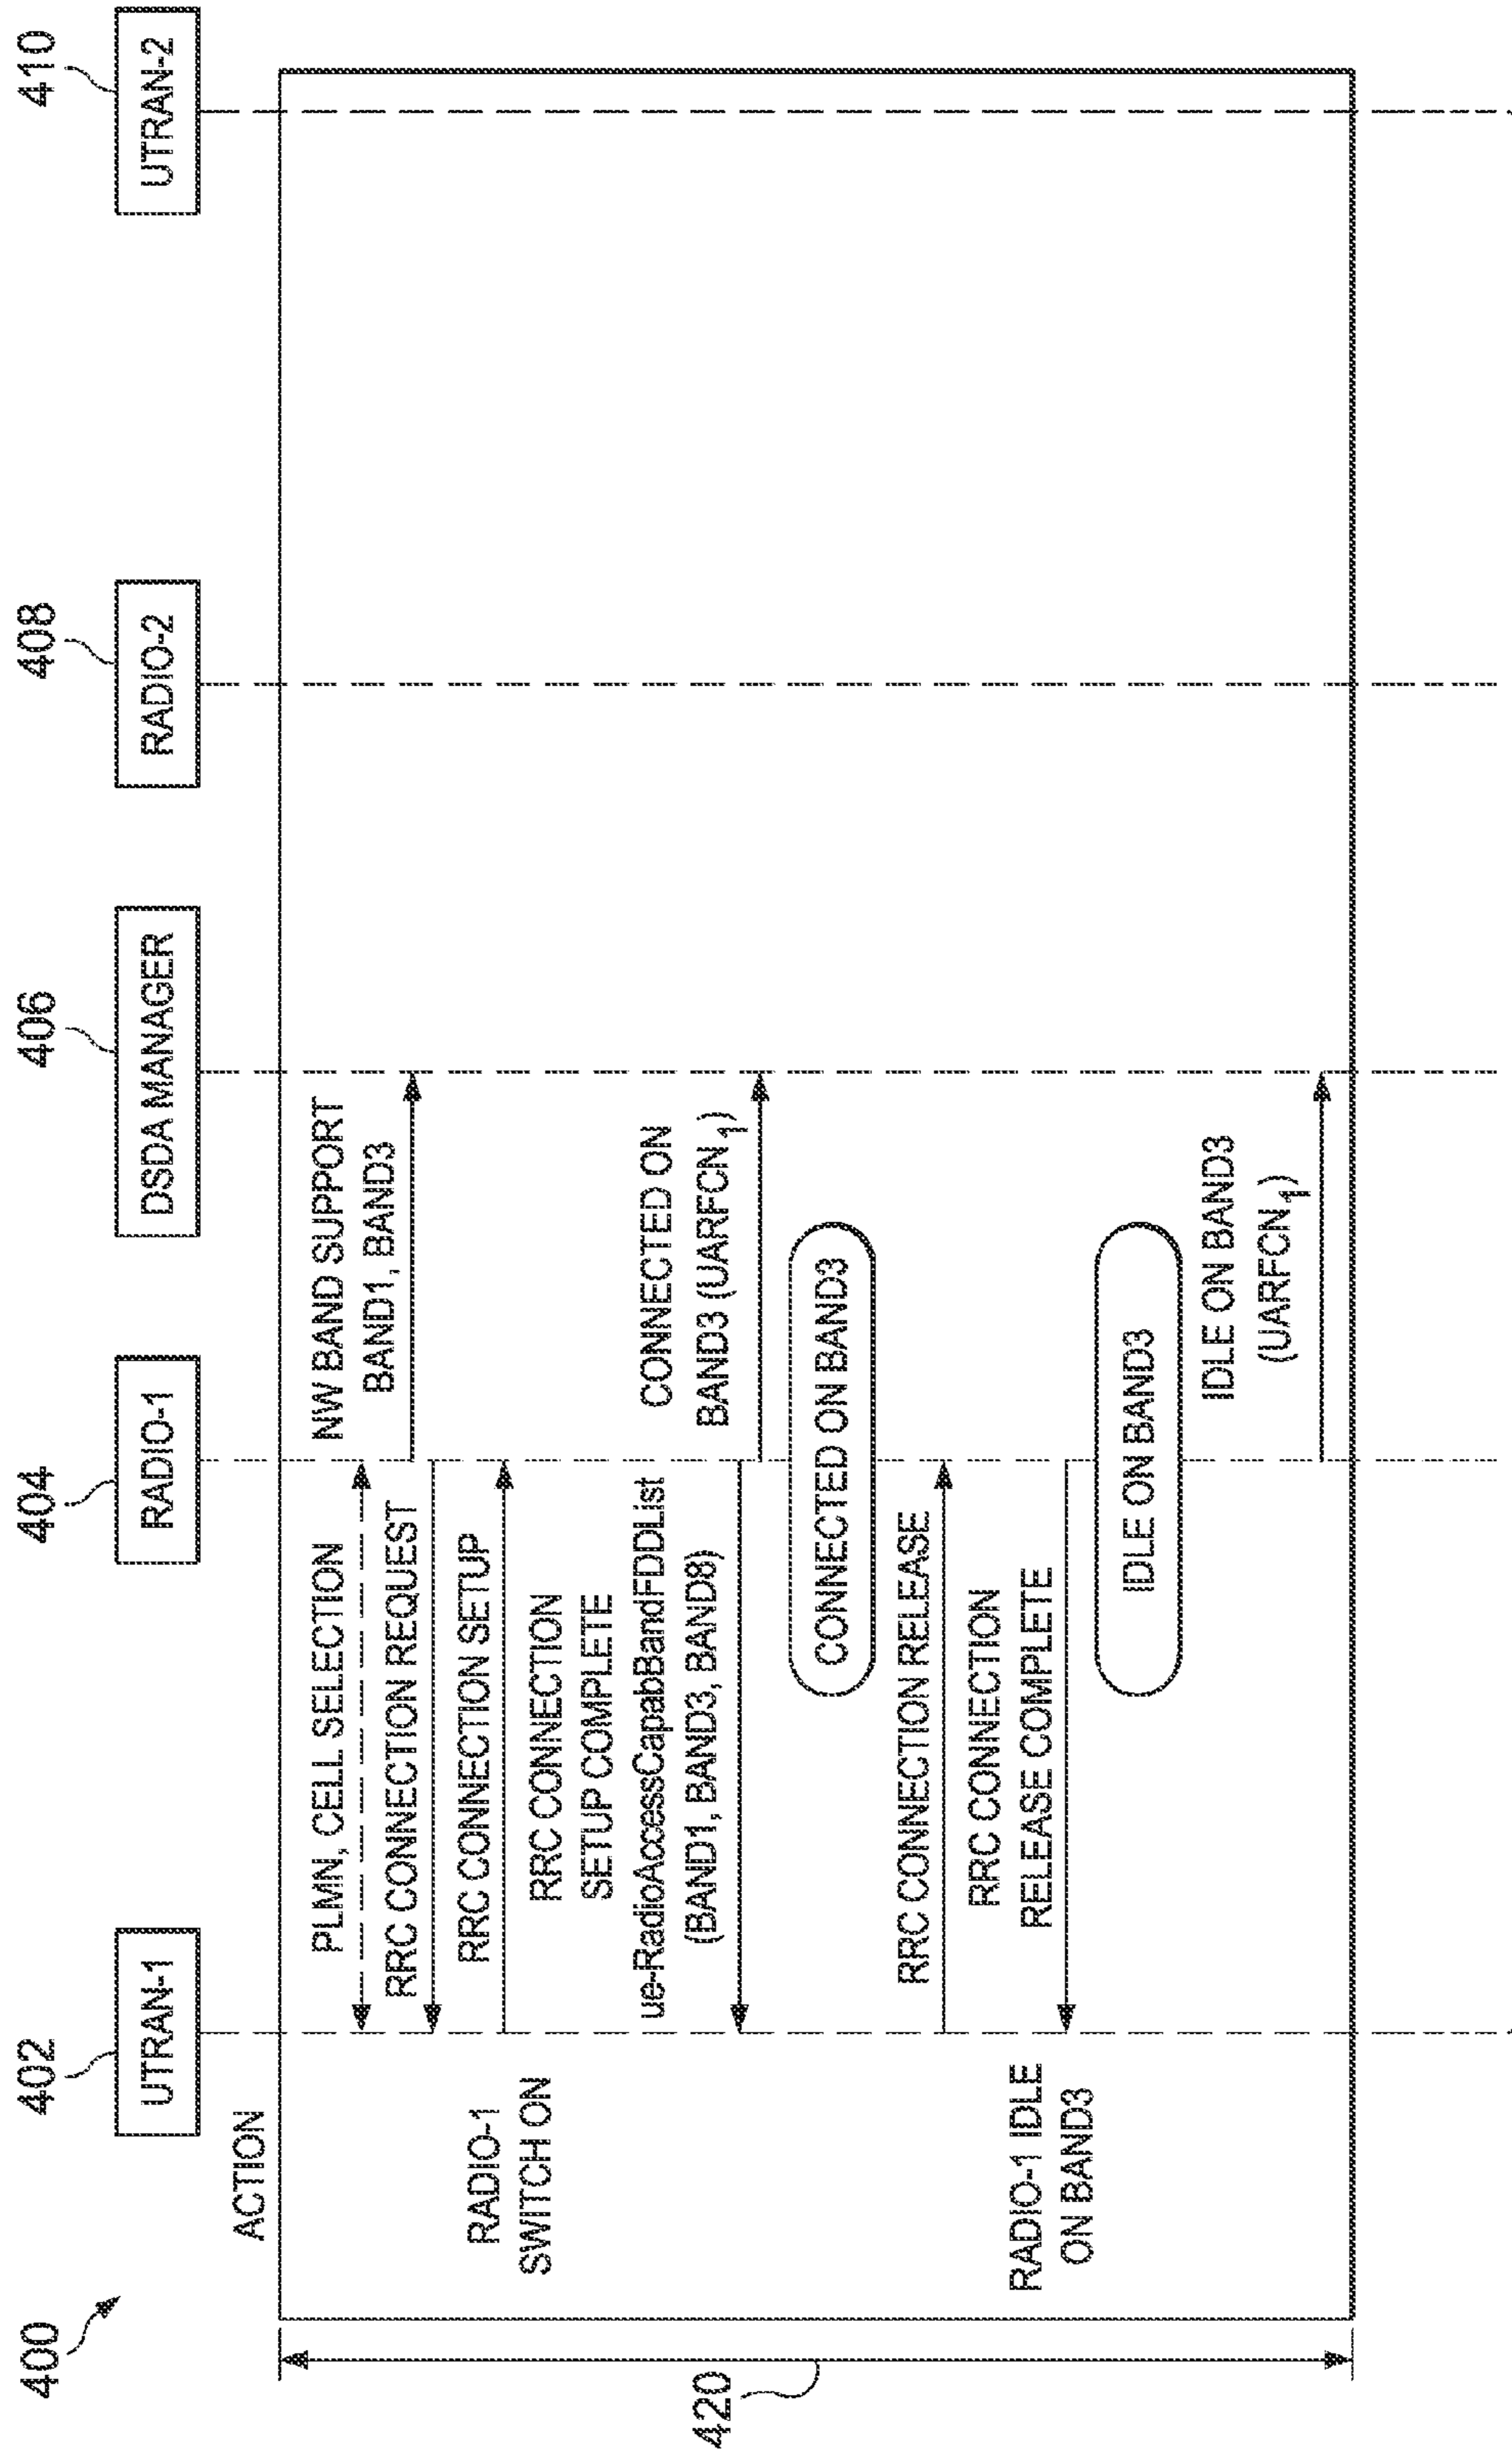 400
402
404
406
408
410
UTRAN-1
RADIO-1
DSDA MANAGER
RADIO-2
UTRAN-2
ACTION
PLMN, CELL SELECTION
NW BAND SUPPORT
BAND1, BAND3
RRC CONNECTION REQUEST
RADIO-1
SWITCH ON
RRC CONNECTION SETUP
RRC CONNECTION
SETUP COMPLETE
ue-RadioAccessCapabBandFDDList
(BAND1, BAND3, BAND8)
CONNECTED ON
BAND3 (UARFCN1)
CONNECTED ON BAND3
RRC CONNECTION RELEASE
RADIO-1 IDLE
ON BAND3
RRC CONNECTION
RELEASE COMPLETE
IDLE ON BAND3
IDLE ON BAND3
(UARFCN1)
420